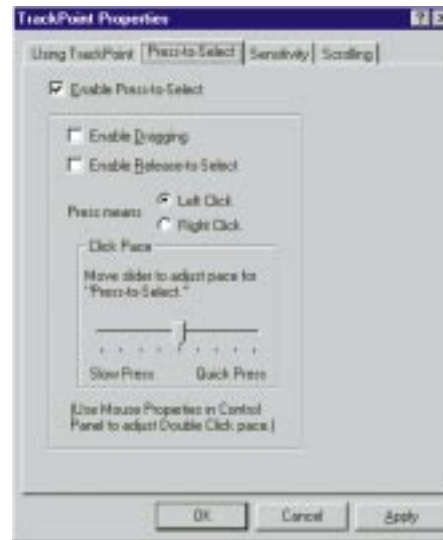 TrackPoint Properties
Using TrackPoint Press-to-Select Sensitivity Scrolling
Enable Press-to-Select
Enable Dragging
Enable Release-to Select
Press means:
Left Click
Right Click
Click Pace
Move slider to adjust pace for
"Press-to-Select."
Slow Press Quick Press
(Use Mouse Properties in Control
Panel to adjust Double Click pace.)
OK Cancel Apply